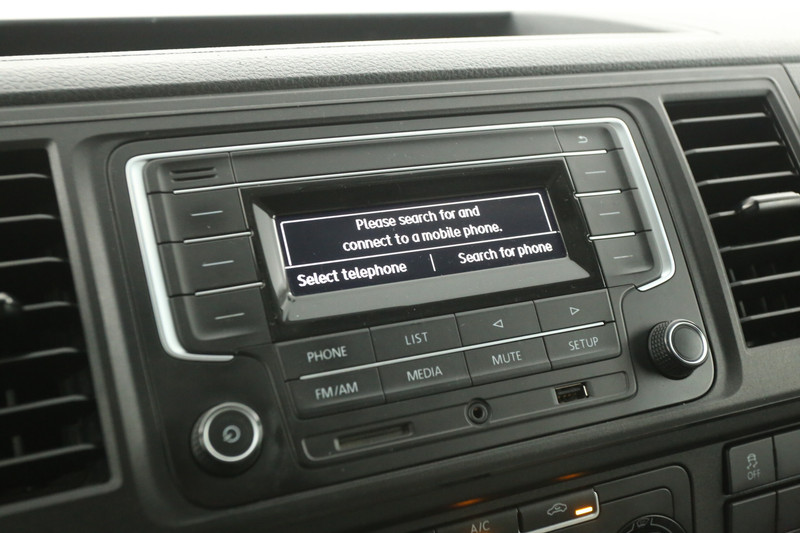 Please search for and
connect to a mobile phone.
Select telephone | Search for phone
PHONE LIST
FM/AM MEDIA MUTE SETUP
A/C
OFF